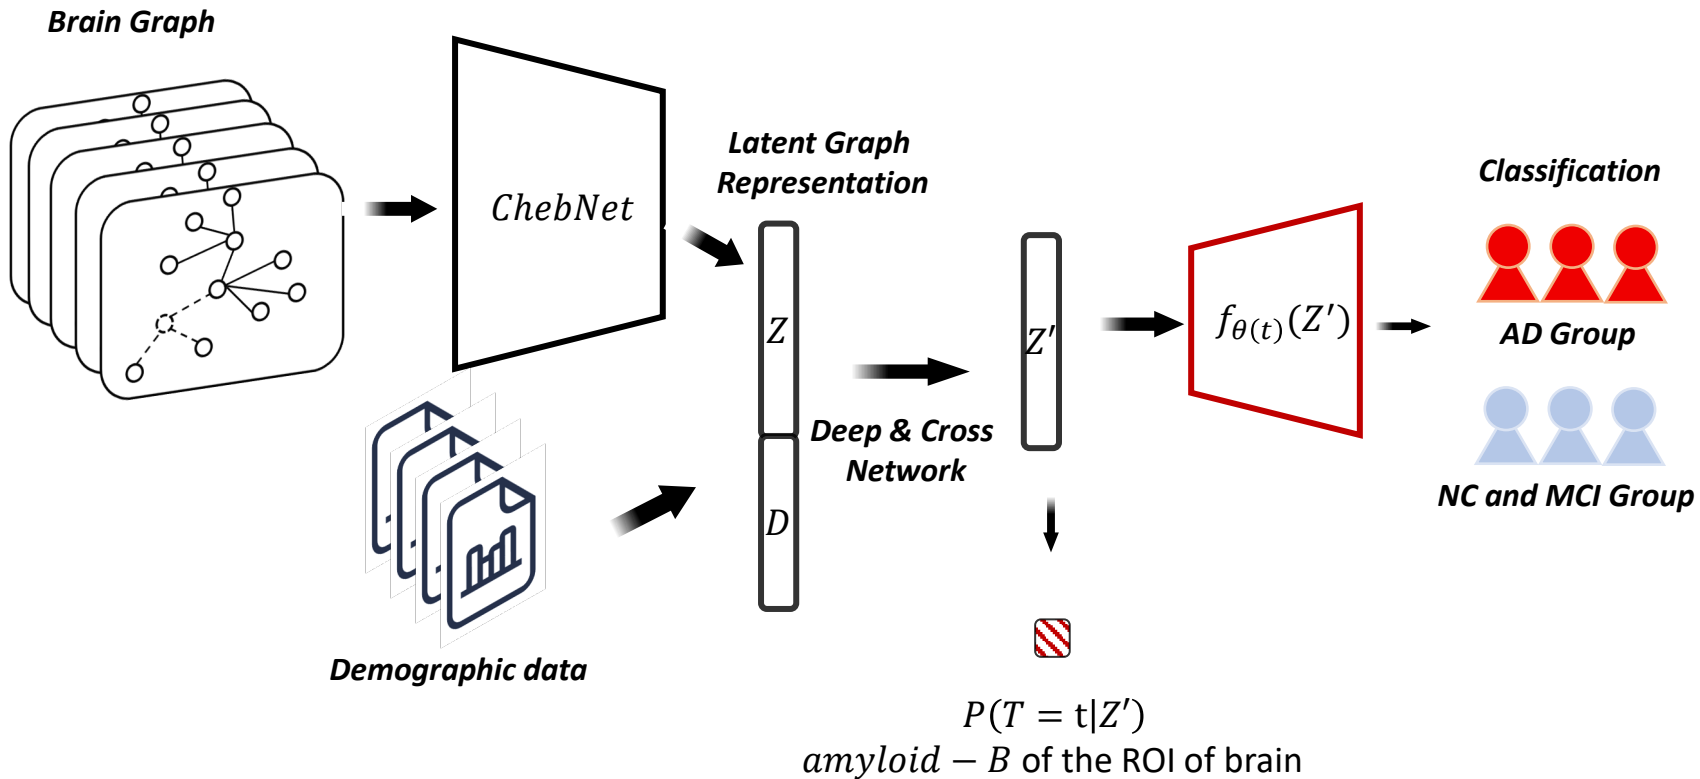 Brain Graph
ChebNet
Latent Graph
Representation
Z
D
Demographic data
Deep & Cross
Network
Z′
P(T = t|Z′)
amyloid − B of the ROI of brain
f_{θ(t)}(Z′)
Classification
AD Group
NC and MCI Group